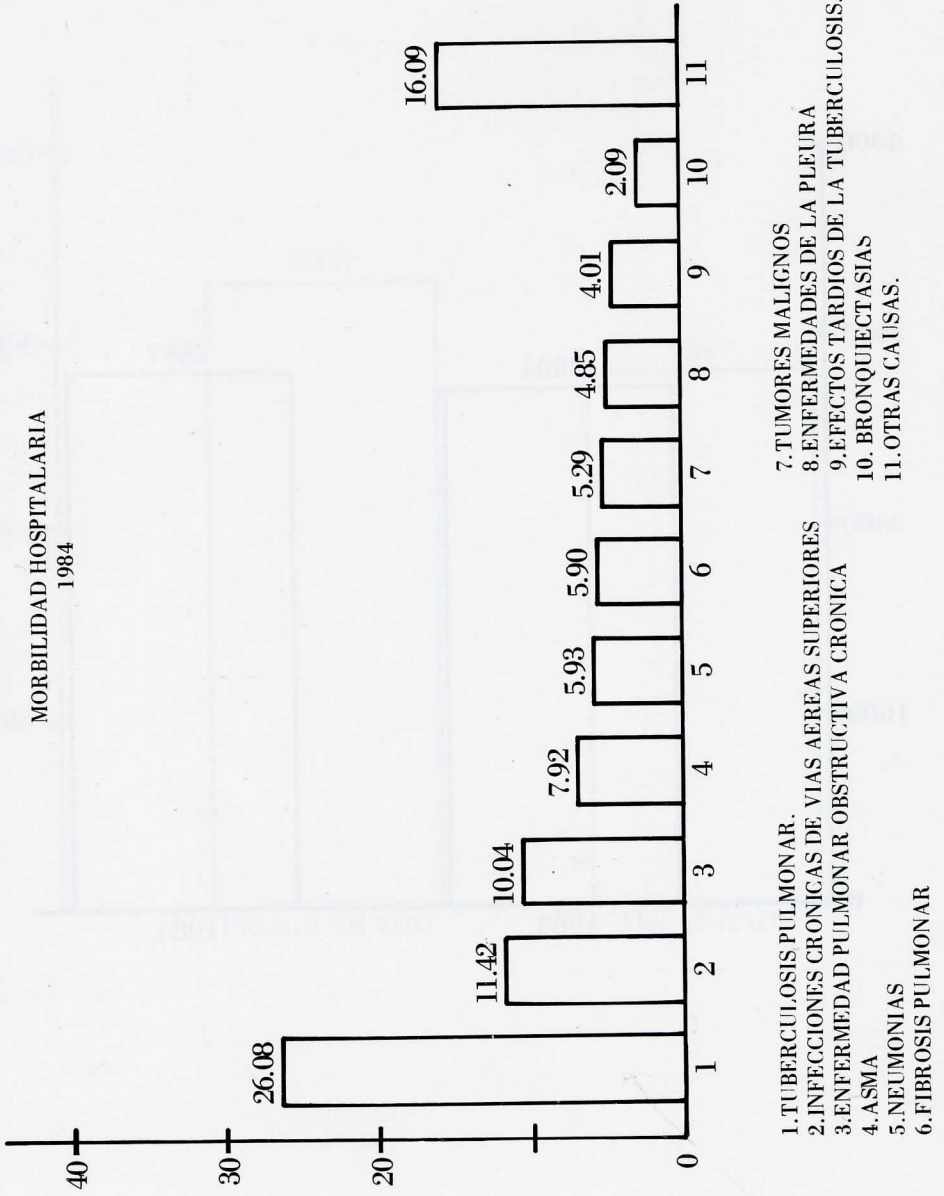 MORBILIDAD HOSPITALARIA
1984
40
30
20
0
26.08
11.42
10.04
7.92
5.93
5.90
5.29
4.85
4.01
2.09
16.09
1
2
3
4
5
6
7
8
9
10
11
1. TUBERCULOSIS PULMONAR.
2. INFECCIONES CRONICAS DE VIAS AEREAS SUPERIORES
3. ENFERMEDAD PULMONAR OBSTRUCTIVA CRONICA
4. ASMA
5. NEUMONIAS
6. FIBROSIS PULMONAR
7. TUMORES MALIGNOS
8. ENFERMEDADES DE LA PLEURA
9. EFECTOS TARDIOS DE LA TUBERCULOSIS.
10. BRONQUIECTASIAS
11. OTRAS CAUSAS.